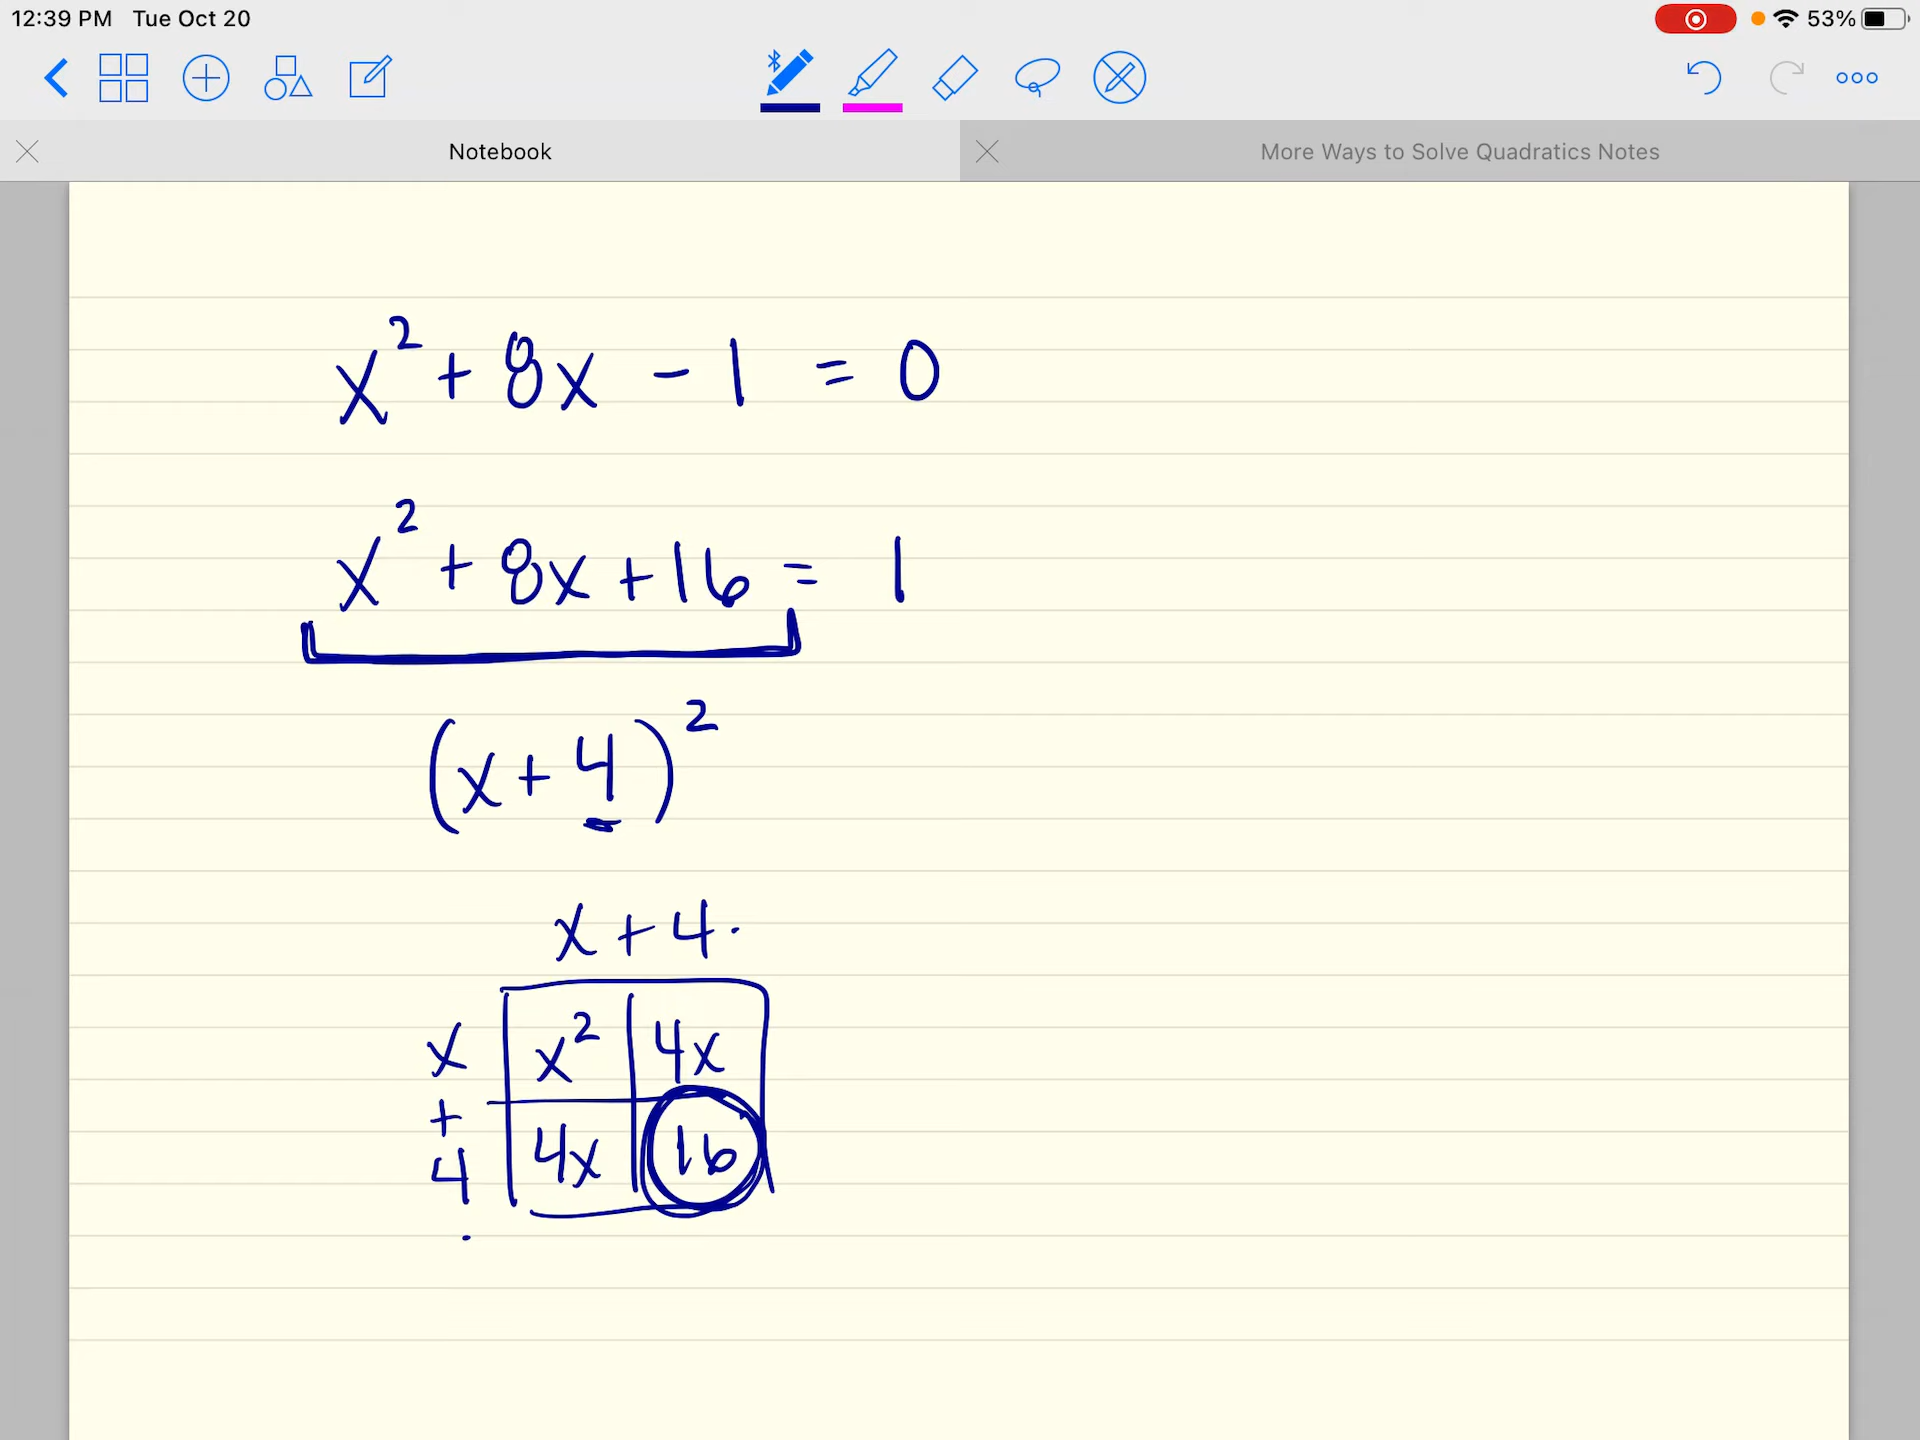 12:39 PM Tue Oct 20 53%
Notebook More Ways to Solve Quadratics Notes
x² + 8x - 1 = 0
x² + 8x + 16 = 1
(x + 4)²
x + 4.
x x² 4x
+
4 4x 16
.